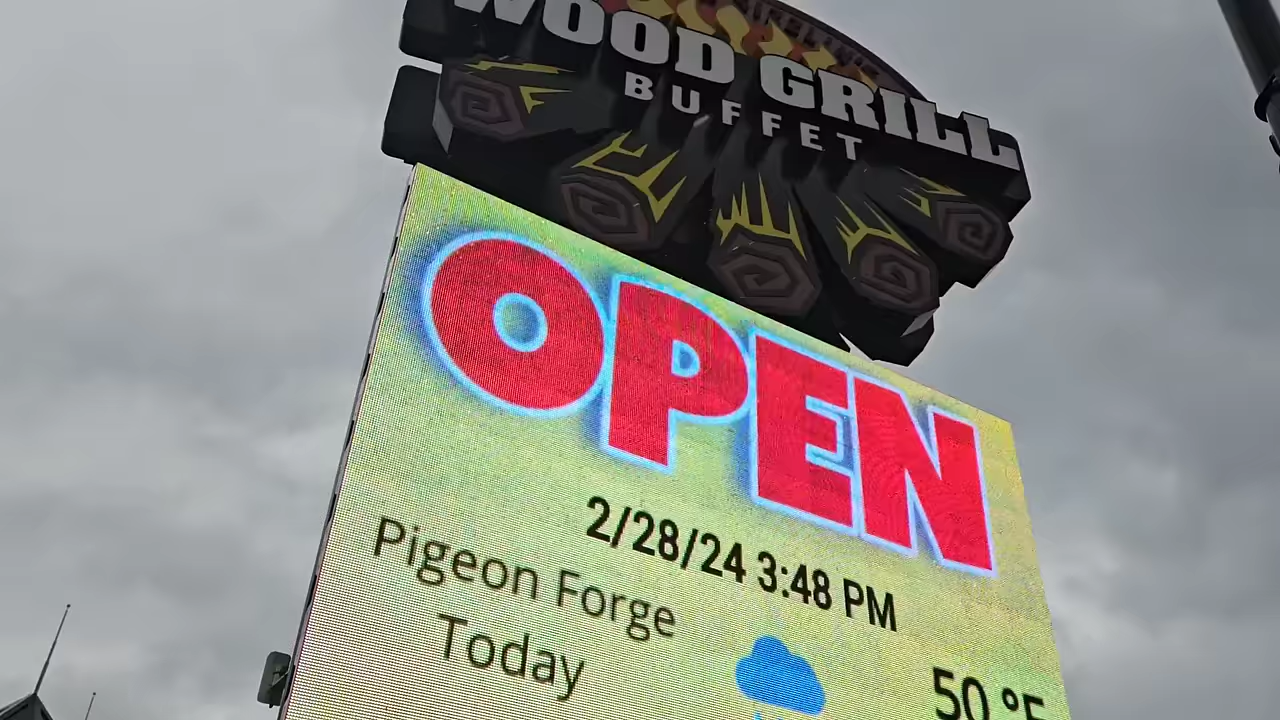 WOOD GRILL
BUFFET
OPEN
2/28/24 3:48 PM
Pigeon Forge
Today
50 °F